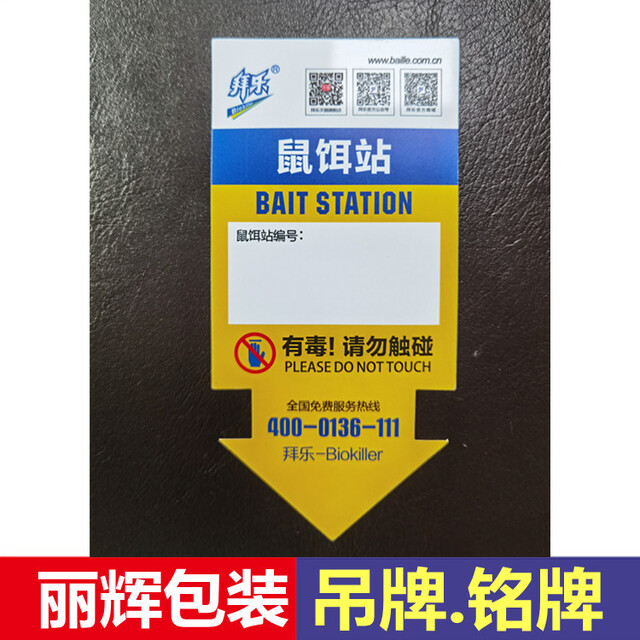 拜乐®
www.baille.com.cn
鼠饵站
BAIT STATION
鼠饵站编号：
有毒！请勿触碰
PLEASE DO NOT TOUCH
全国免费服务热线
400-0136-111
拜乐-Biokiller
丽辉包装 吊牌.铭牌